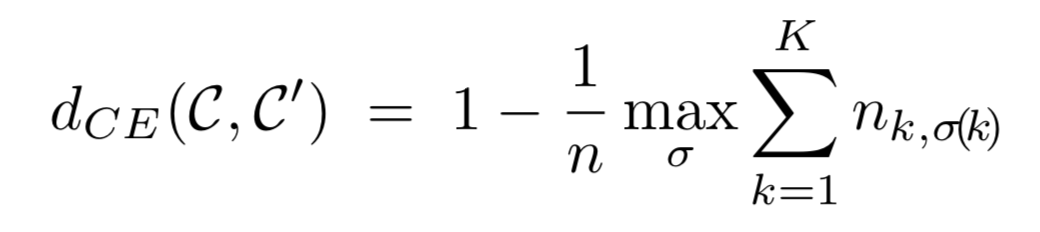 d_{CE}(\mathcal{C}, \mathcal{C}') = 1 - \frac{1}{n} \max_{\sigma} \sum_{k=1}^{K} n_{k,\sigma(k)}